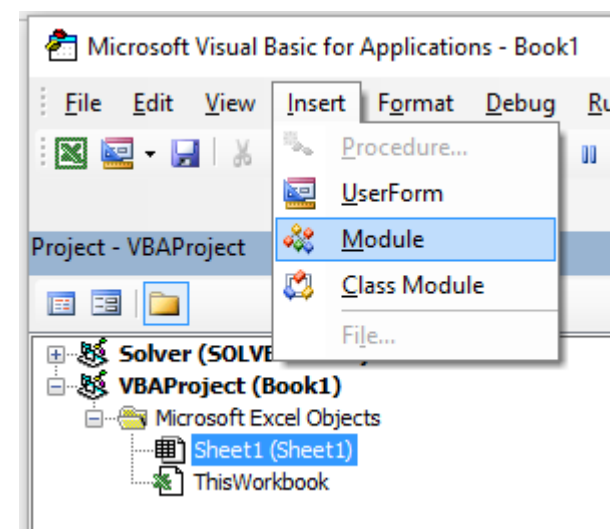 Microsoft Visual Basic for Applications - Book1
File Edit View Insert Format Debug
Procedure...
UserForm
Project - VBAProject
Module
Class Module
File...
Solver
VBAProject (Book1)
Microsoft Excel Objects
Sheet1 (Sheet1)
ThisWorkbook